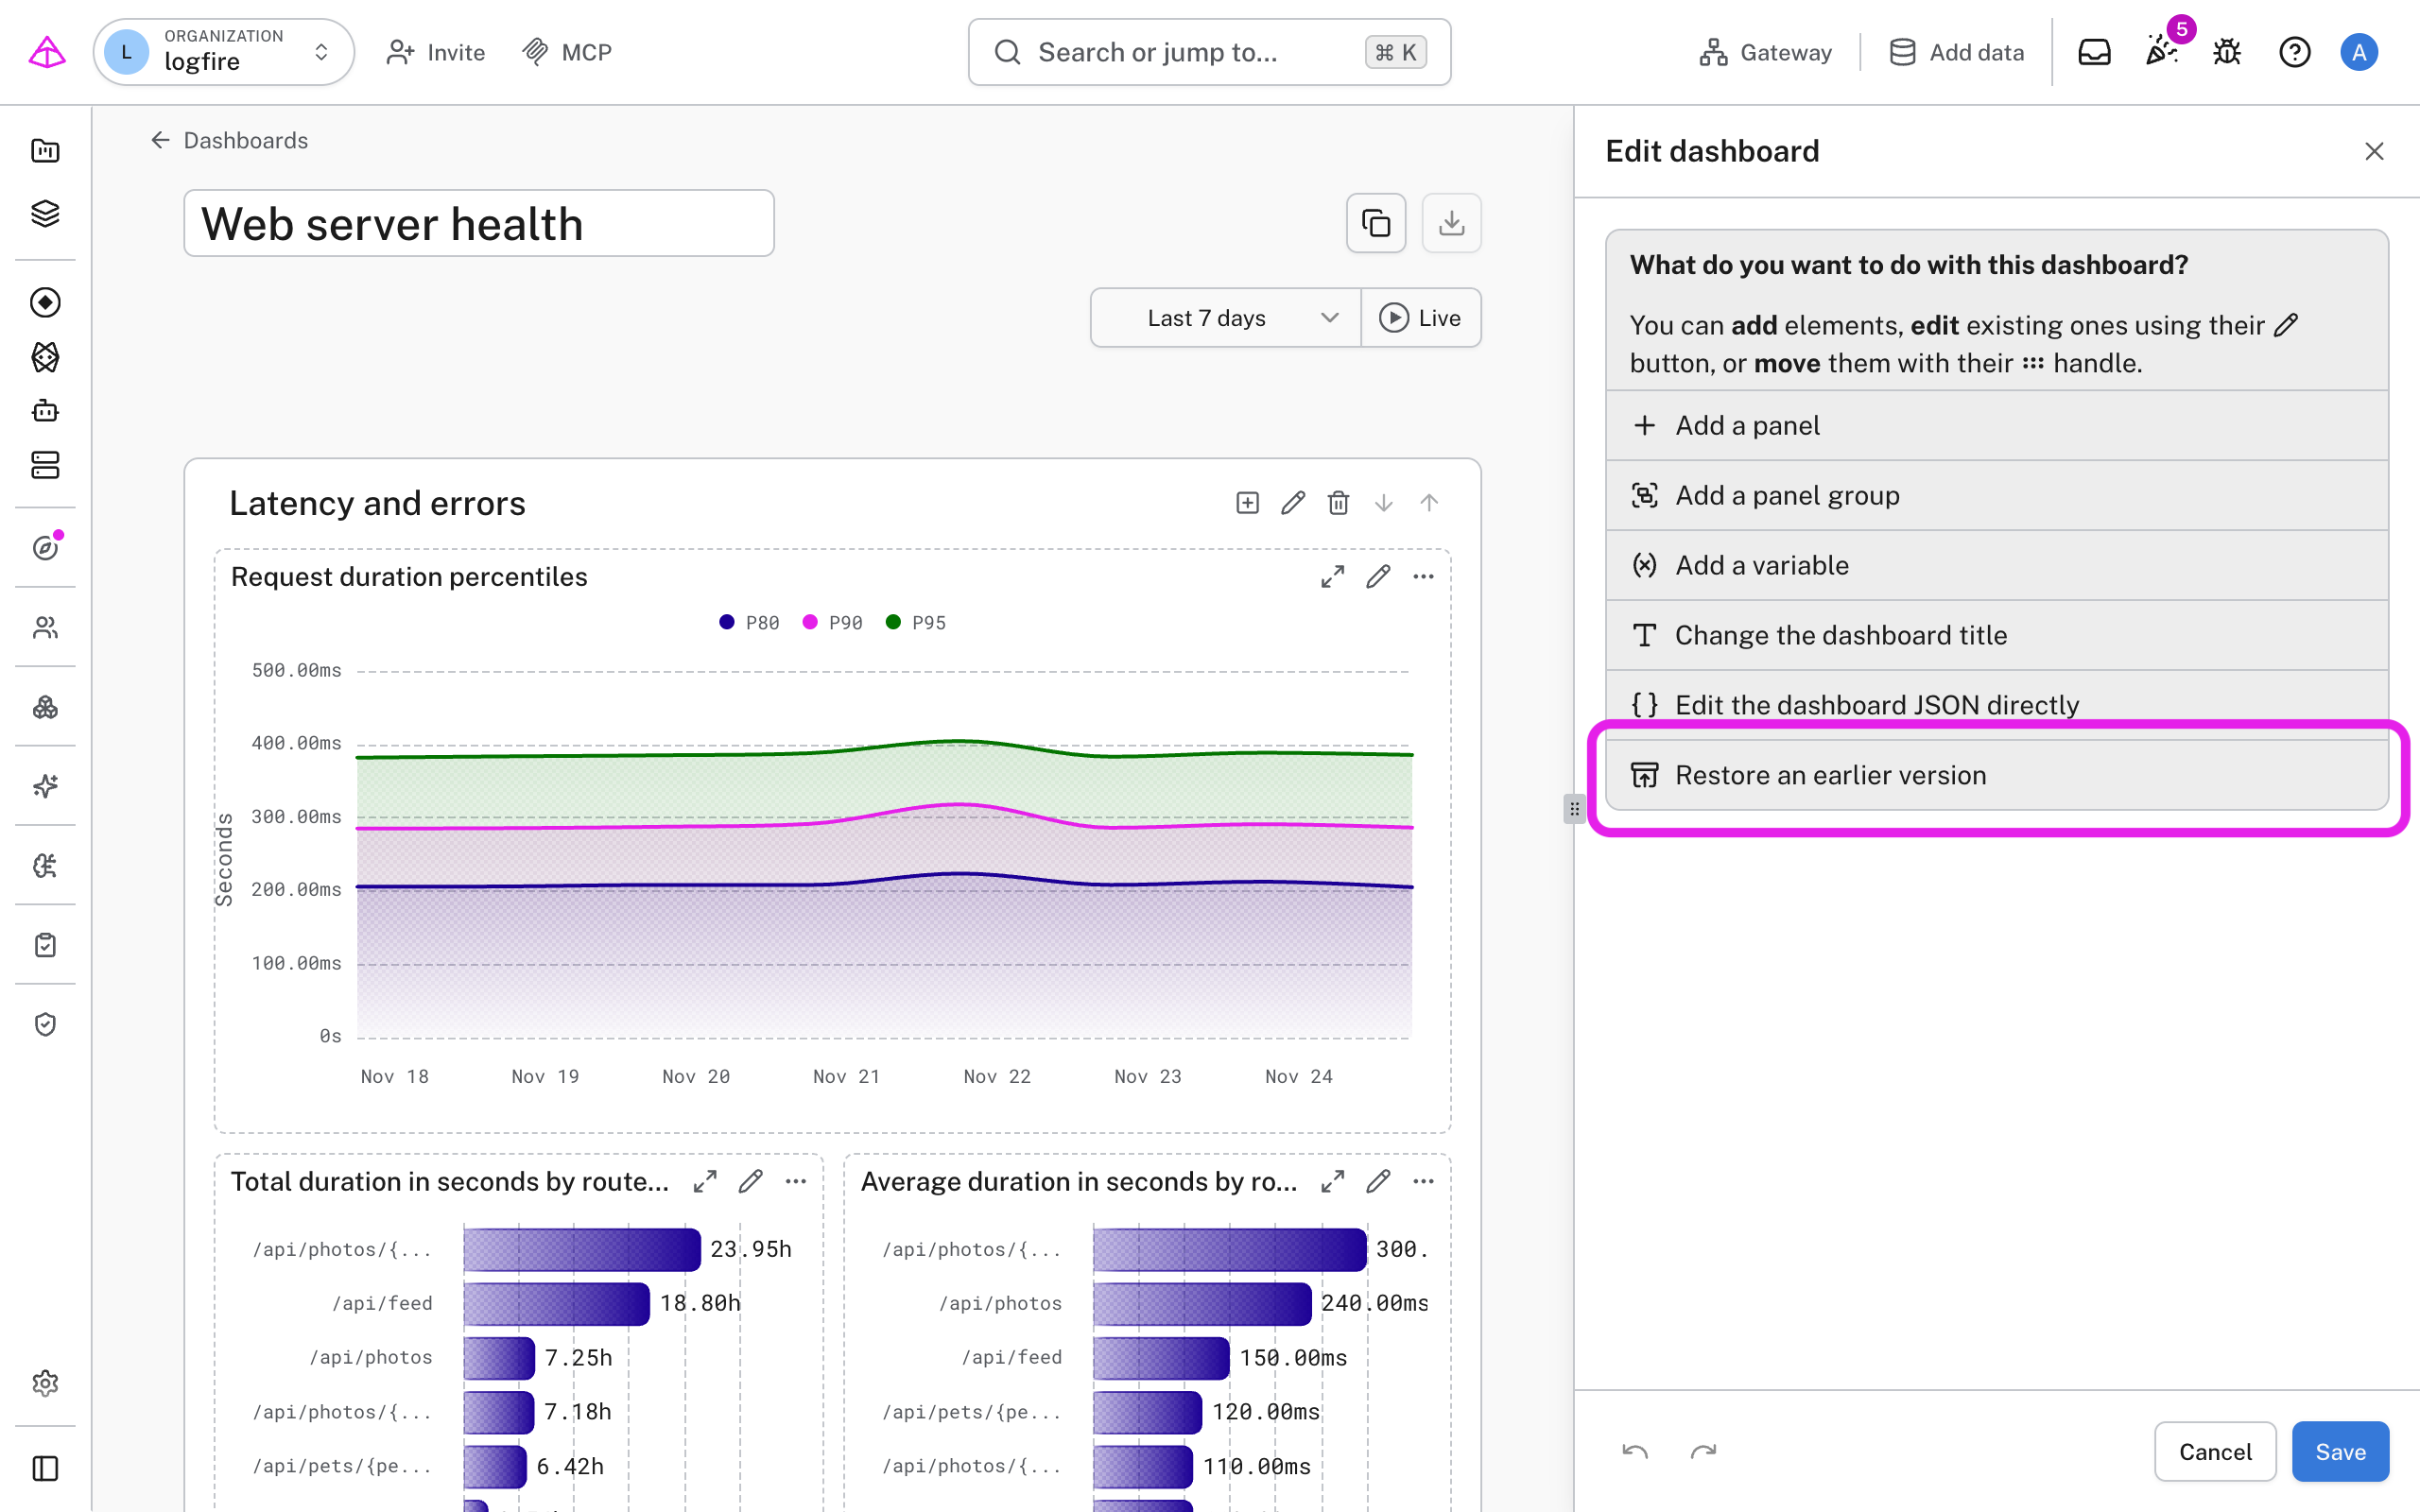 L
ORGANIZATION
logfire
Invite
MCP
Search or jump to...
⌘ K
Gateway
Add data
5
A
Dashboards
Web server health
Last 7 days
Live
Latency and errors
Request duration percentiles
P80
P90
P95
500.00ms
400.00ms
300.00ms
200.00ms
100.00ms
0s
Seconds
Nov 18
Nov 19
Nov 20
Nov 21
Nov 22
Nov 23
Nov 24
Total duration in seconds by route...
/api/photos/{...
23.95h
/api/feed
18.80h
/api/photos
7.25h
/api/photos/{...
7.18h
/api/pets/{pe...
6.42h
Average duration in seconds by ro...
/api/photos/{...
300.
/api/photos
240.00ms
/api/feed
150.00ms
/api/pets/{pe...
120.00ms
/api/photos/{...
110.00ms
Edit dashboard
What do you want to do with this dashboard?
You can add elements, edit existing ones using their
button, or move them with their handle.
Add a panel
Add a panel group
Add a variable
Change the dashboard title
Edit the dashboard JSON directly
Restore an earlier version
Cancel
Save